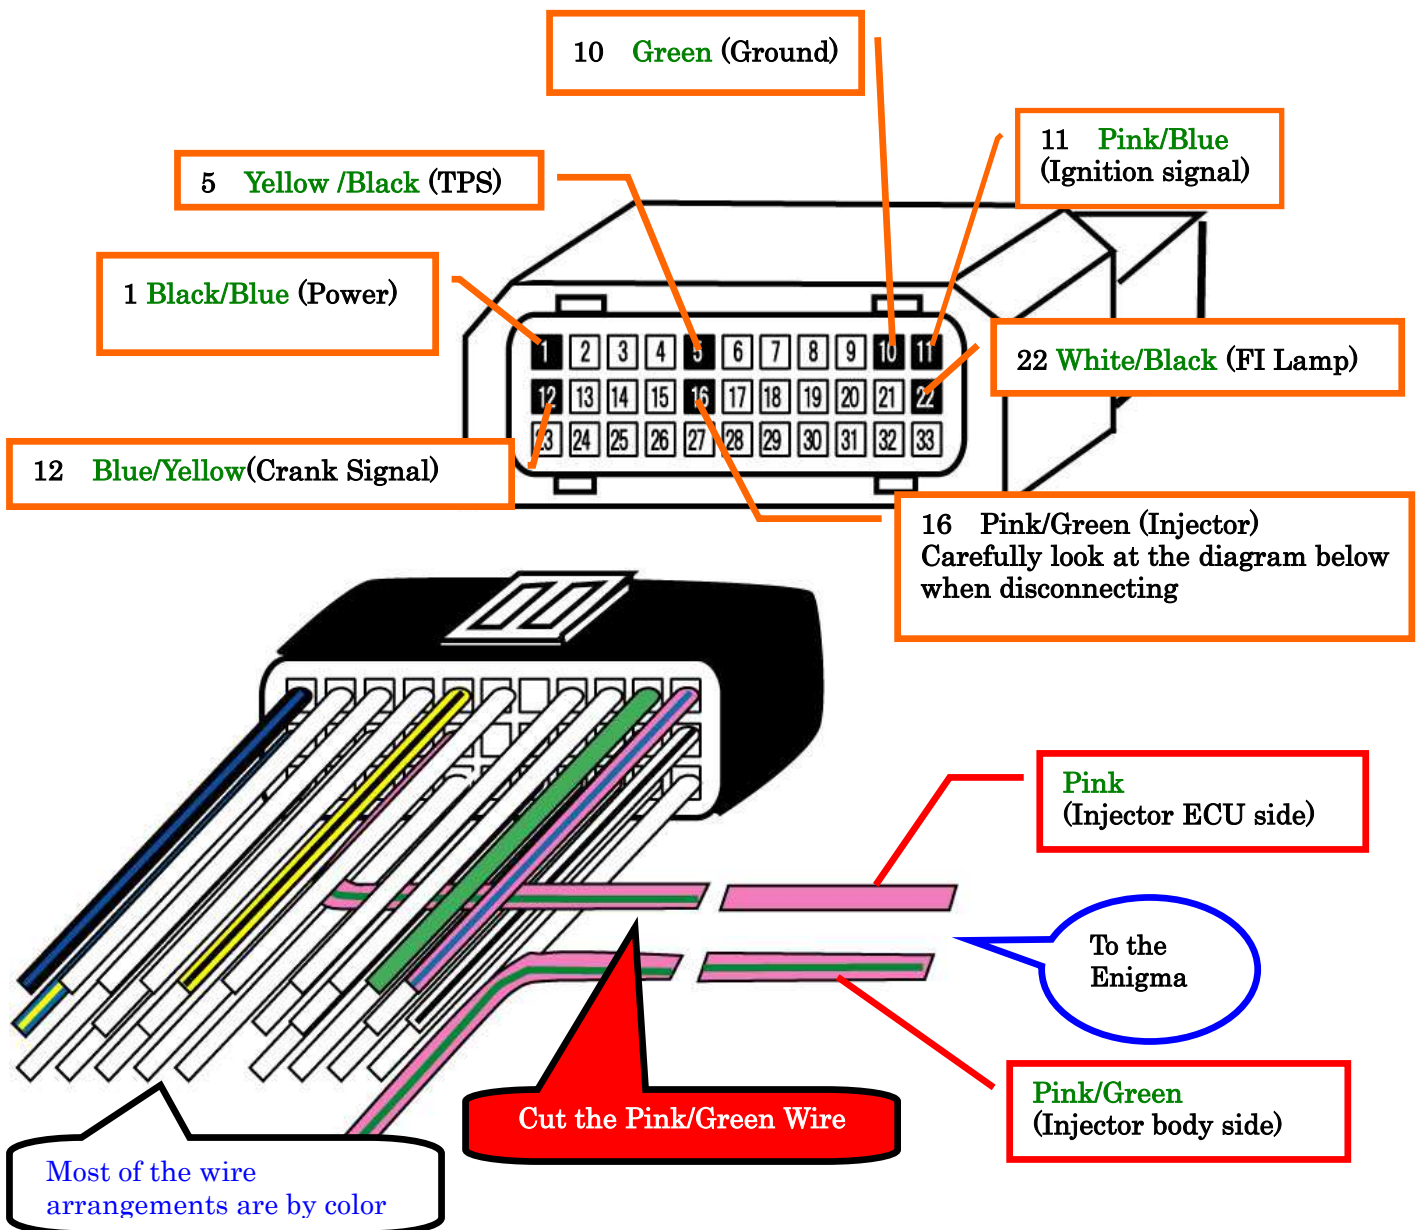 10 Green (Ground)
11 Pink/Blue
(Ignition signal)
5 Yellow /Black (TPS)
1 Black/Blue (Power)
1 2 3 4 5 6 7 8 9 10 11
22 White/Black (FI Lamp)
12 13 14 15 16 17 18 19 20 21 22
23 24 25 26 27 28 29 30 31 32 33
12 Blue/Yellow(Crank Signal)
16 Pink/Green (Injector)
Carefully look at the diagram below
when disconnecting
Pink
(Injector ECU side)
To the
Enigma
Pink/Green
(Injector body side)
Cut the Pink/Green Wire
Most of the wire
arrangements are by color